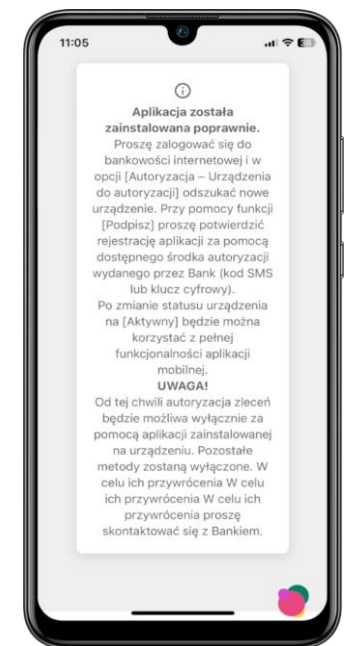 11:05
Aplikacja została
zainstalowana poprawnie.
Proszę zalogować się do
bankowości internetowej i w
opcji [Autoryzacja – Urządzenia
do autoryzacji] odszukać nowe
urządzenie. Przy pomocy funkcji
[Podpisz] proszę potwierdzić
rejestrację aplikacji za pomocą
dostępnego środka autoryzacji
wydanego przez Bank (kod SMS
lub klucz cyfrowy).
Po zmianie statusu urządzenia
na [Aktywny] będzie można
korzystać z pełnej
funkcjonalności aplikacji
mobilnej.
UWAGA!
Od tej chwili autoryzacja zleceń
będzie możliwa wyłącznie za
pomocą aplikacji zainstalowanej
na urządzeniu. Pozostałe
metody zostaną wyłączone. W
celu ich przywrócenia W celu
ich przywrócenia W celu ich
przywrócenia proszę
skontaktować się z Bankiem.